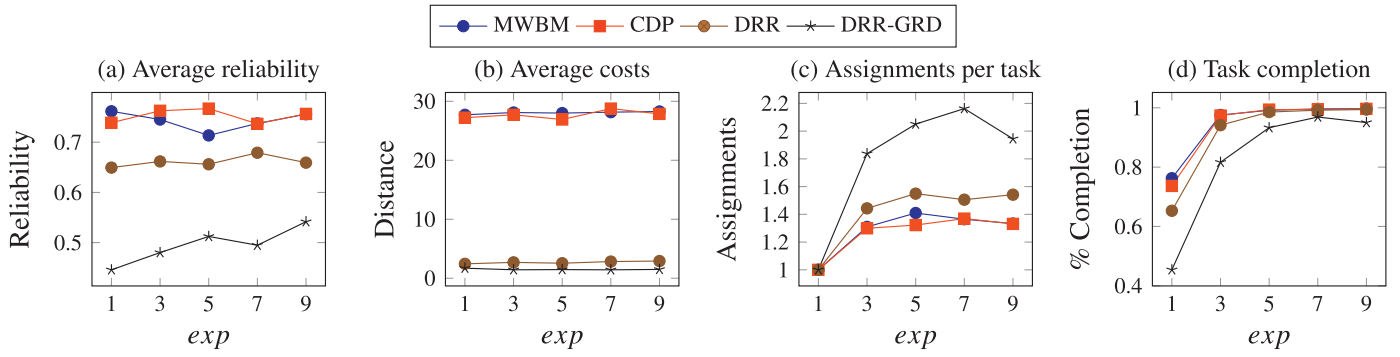 MWBM CDP DRR DRR-GRD
(a) Average reliability
Reliability
0.7
0.6
0.5
1 3 5 7 9
exp
(b) Average costs
Distance
30
20
10
0
1 3 5 7 9
exp
(c) Assignments per task
Assignments
2.2
2
1.8
1.6
1.4
1.2
1
1 3 5 7 9
exp
(d) Task completion
% Completion
1
0.8
0.6
0.4
1 3 5 7 9
exp